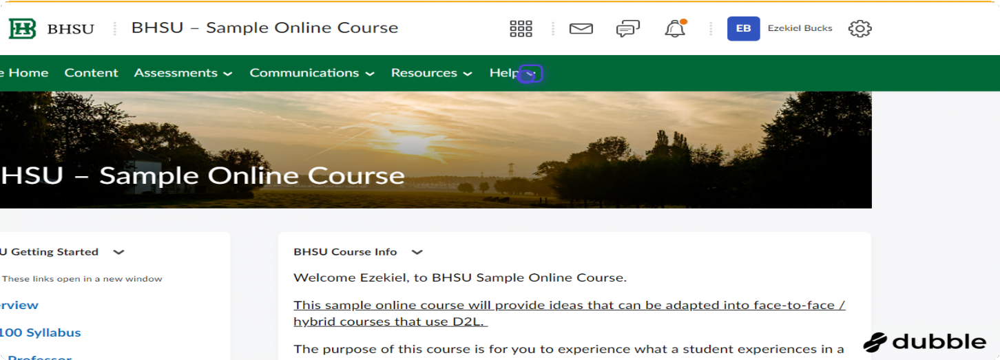 BHSU
BHSU – Sample Online Course
EB
Ezekiel Bucks
e Home Content Assessments Communications Resources Help
HSU – Sample Online Course
U Getting Started
These links open in a new window
rview
100 Syllabus
Professor
BHSU Course Info
Welcome Ezekiel, to BHSU Sample Online Course.
This sample online course will provide ideas that can be adapted into face-to-face /
hybrid courses that use D2L.
The purpose of this course is for you to experience what a student experiences in a
dubble